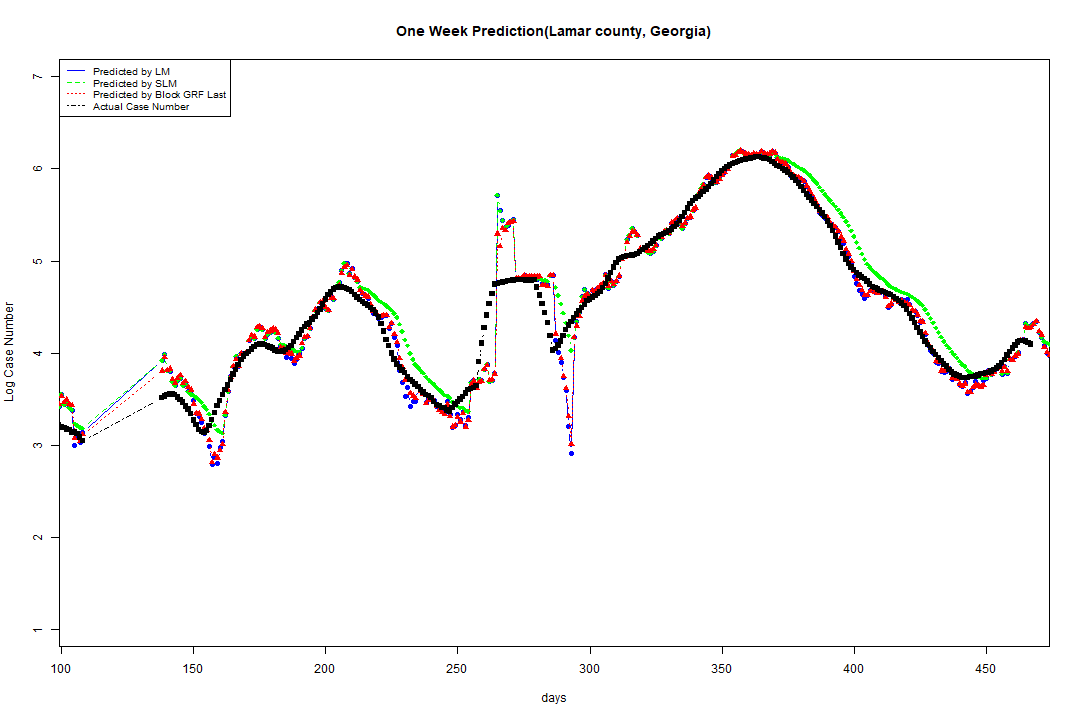 One Week Prediction(Lamar county, Georgia)
Predicted by LM
Predicted by SLM
Predicted by Block GRF Last
Actual Case Number
7
6
5
4
3
2
1
Log Case Number
100 150 200 250 300 350 400 450
days